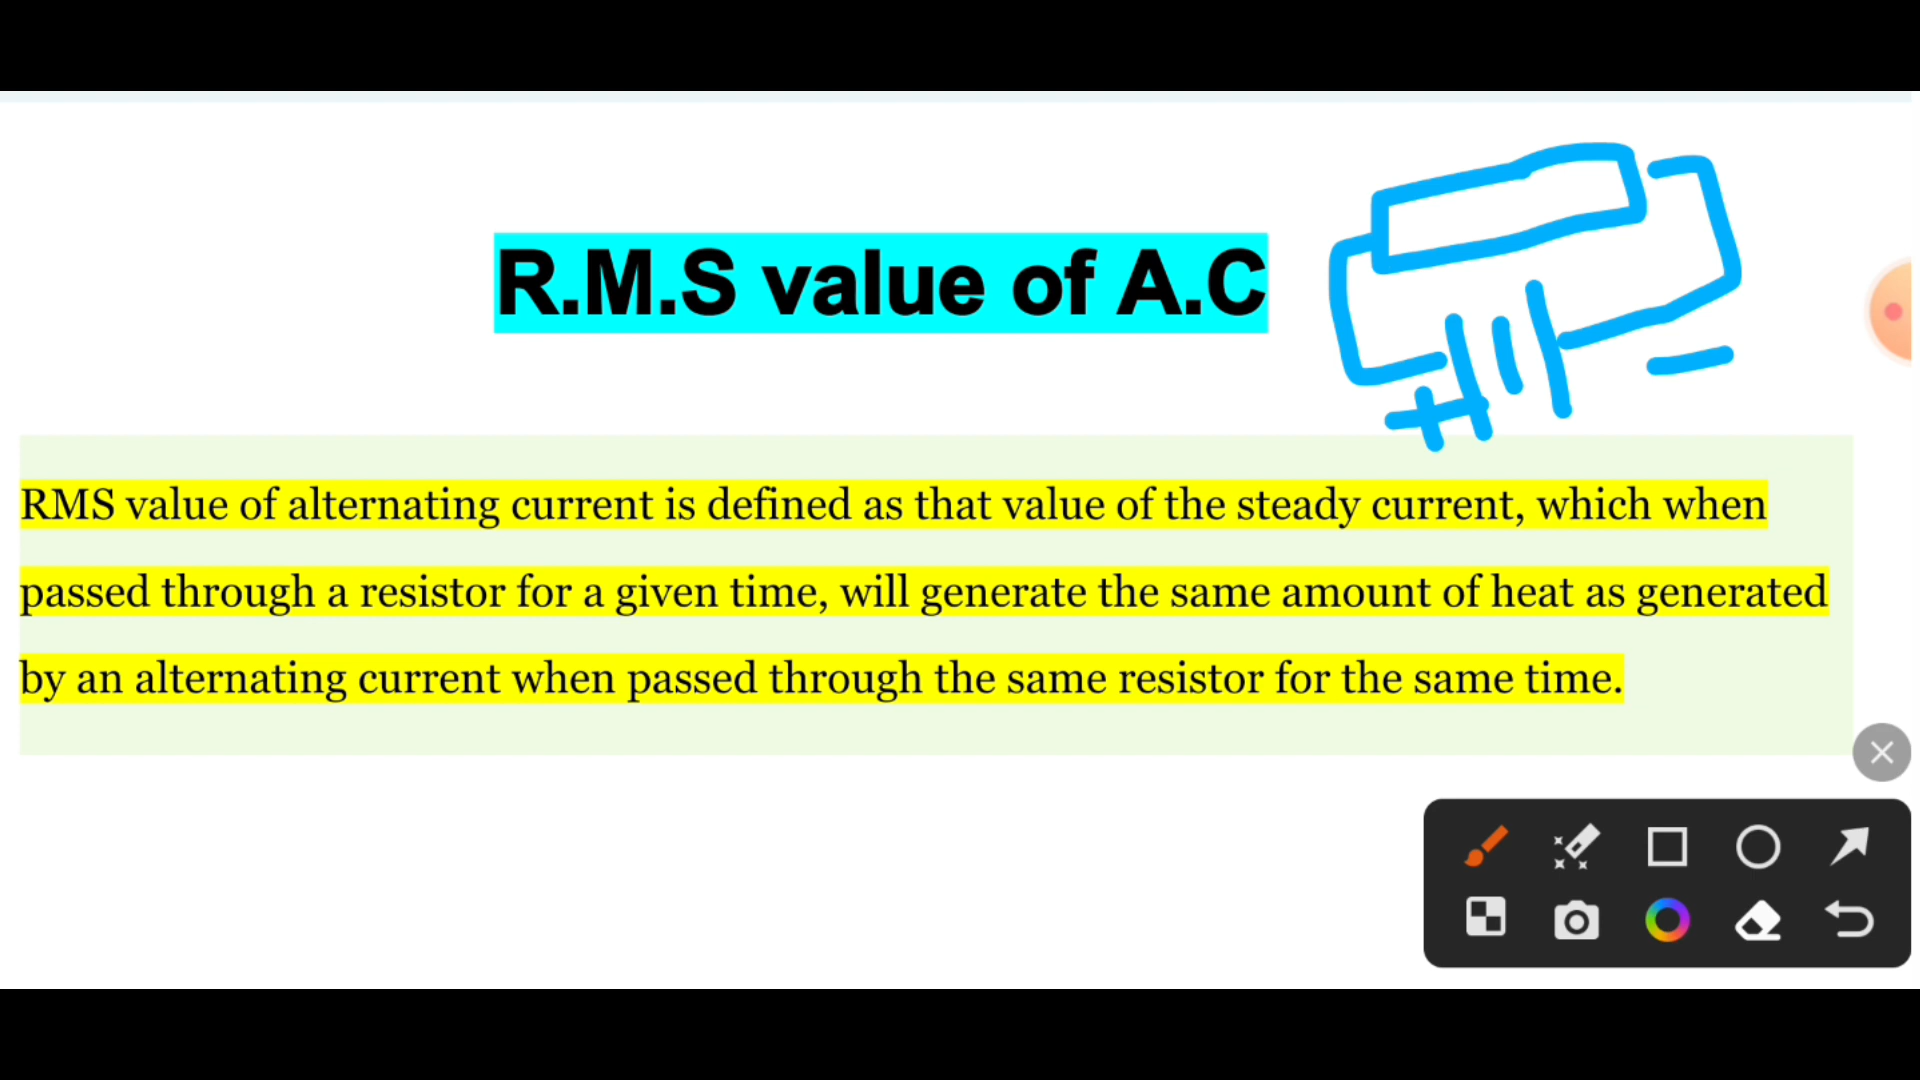 R.M.S value of A.C
RMS value of alternating current is defined as that value of the steady current, which when
passed through a resistor for a given time, will generate the same amount of heat as generated
by an alternating current when passed through the same resistor for the same time.